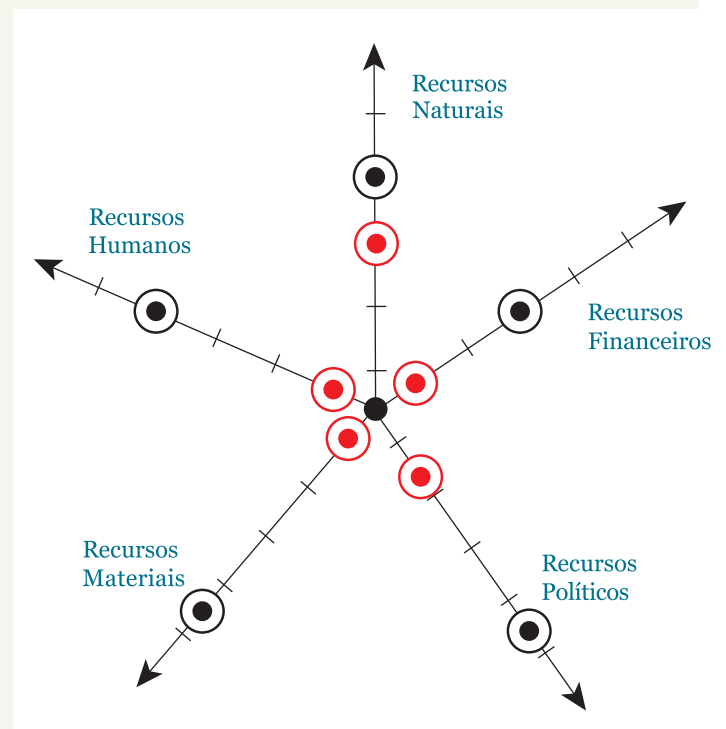 Recursos
Naturais
Recursos
Humanos
Recursos
Financeiros
Recursos
Materiais
Recursos
Políticos